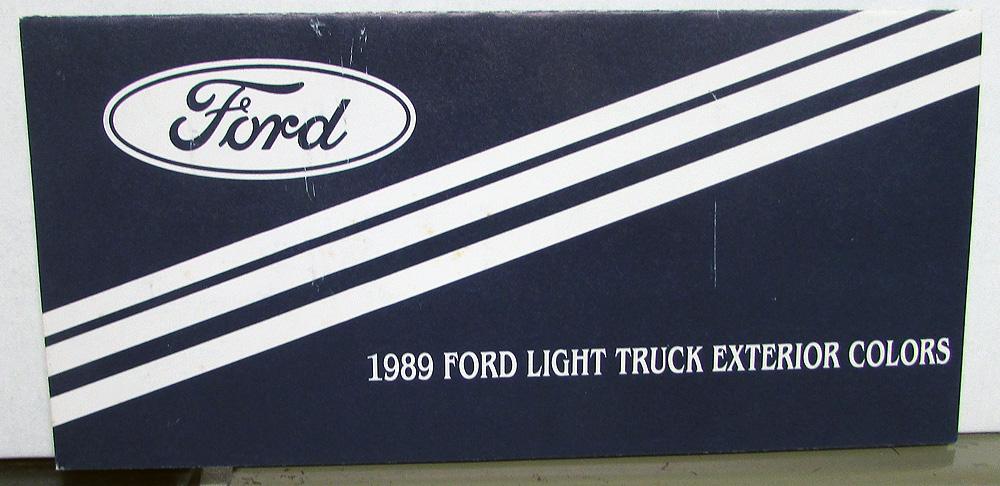 Ford
1989 FORD LIGHT TRUCK EXTERIOR COLORS